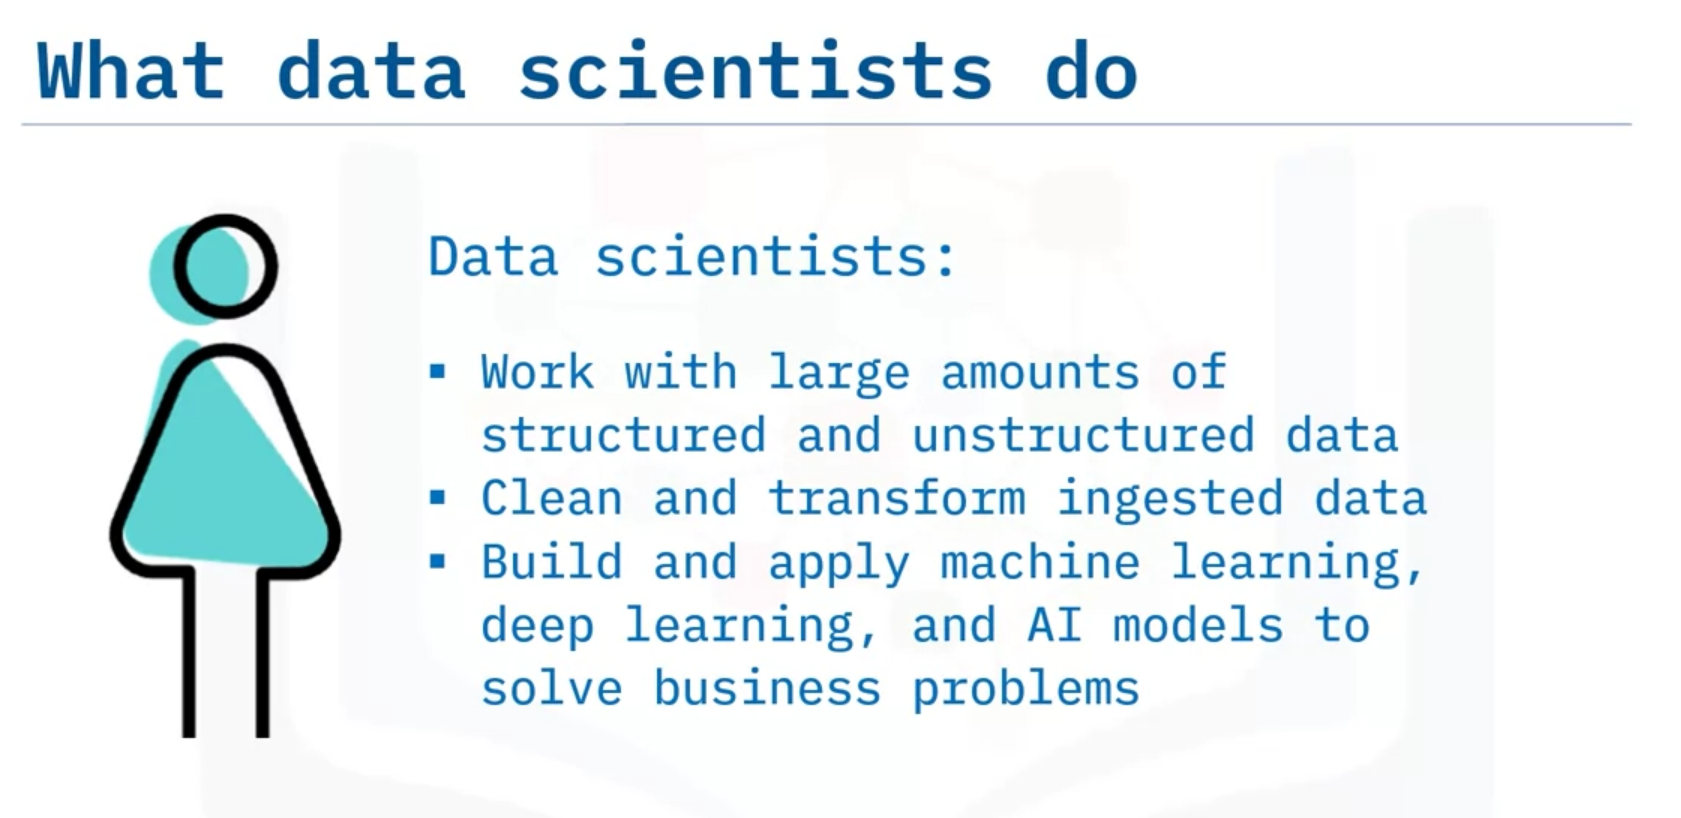 What data scientists do
Data scientists:
▪ Work with large amounts of
structured and unstructured data
▪ Clean and transform ingested data
▪ Build and apply machine learning,
deep learning, and AI models to
solve business problems